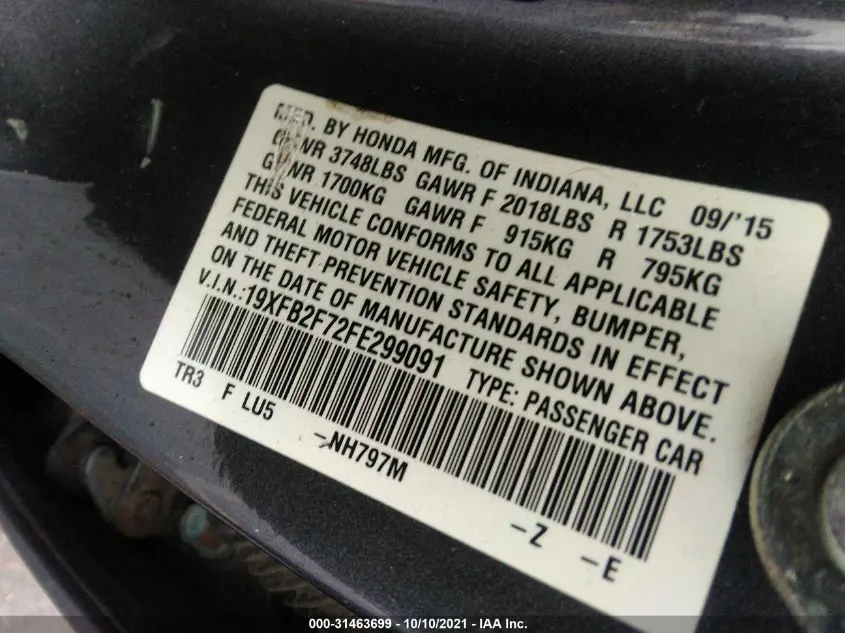 MFD. BY HONDA MFG. OF INDIANA, LLC 09/'15
GVWR 3748LBS GAWR F 2018LBS R 1753LBS
GVWR 1700KG GAWR F 915KG R 795KG
THIS VEHICLE CONFORMS TO ALL APPLICABLE
FEDERAL MOTOR VEHICLE SAFETY, BUMPER,
AND THEFT PREVENTION STANDARDS IN EFFECT
ON THE DATE OF MANUFACTURE SHOWN ABOVE.
V.I.N.:19XFB2F72FE299091 TYPE: PASSENGER CAR
TR3 F LU5 -NH797M -Z -E
000-31463699 - 10/10/2021 - IAA Inc.